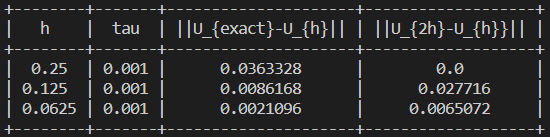 +--------+-------+-------------------+------------------+
| h | tau | ||U_{exact}-U_{h}|| | ||U_{2h}-U_{h}}|| |
+--------+-------+-------------------+------------------+
| 0.25 | 0.001 | 0.0363328 | 0.0 |
| 0.125 | 0.001 | 0.0086168 | 0.027716 |
| 0.0625 | 0.001 | 0.0021096 | 0.0065072 |
+--------+-------+-------------------+------------------+